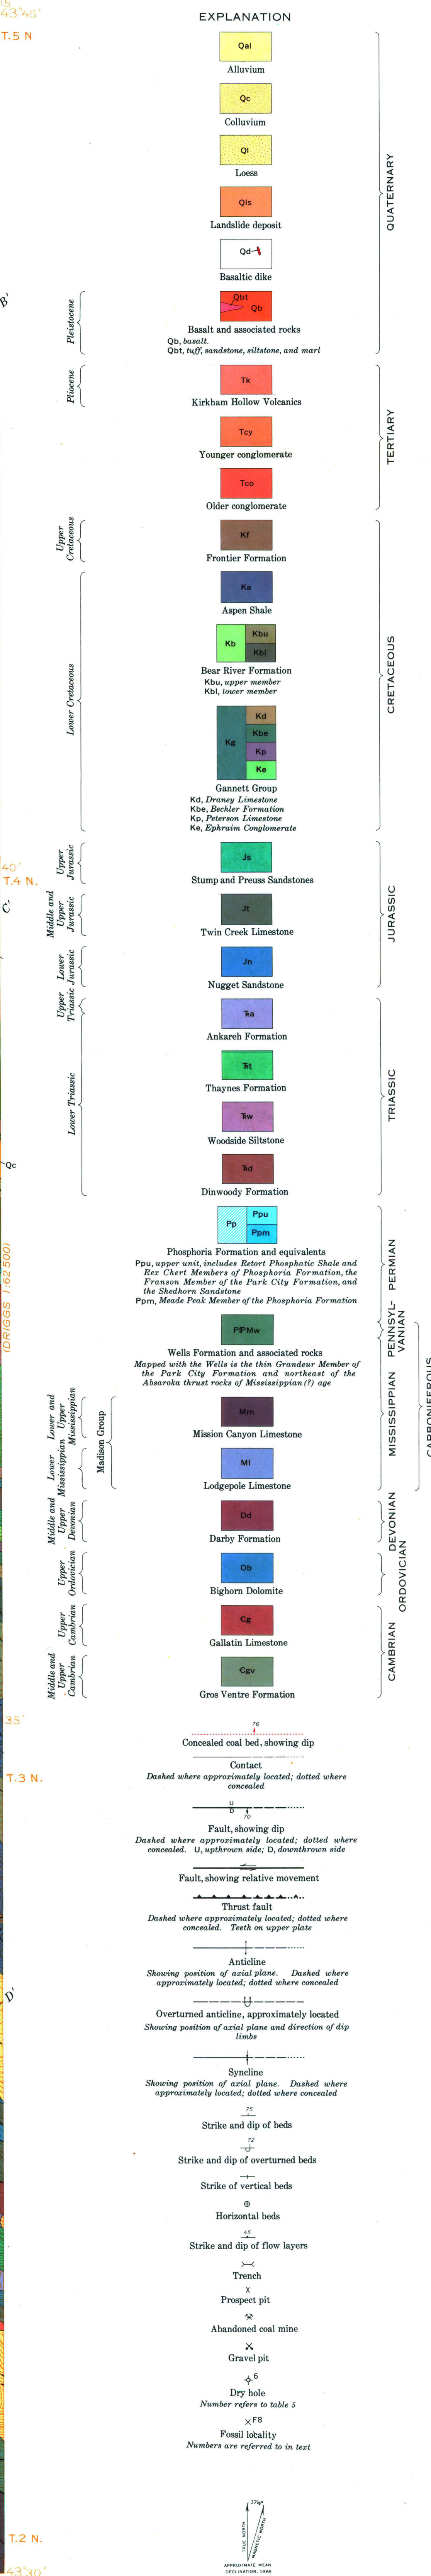 15
43°45'
T.5 N
EXPLANATION
Qal
Alluvium
Qc
Colluvium
Ql
Loess
Qls
Landslide deposit
Qd
Basaltic dike
QUATERNARY
B'
Pleistocene
Qbt
Qb
Basalt and associated rocks
Qb, basalt.
Qbt, tuff, sandstone, siltstone, and marl
Pliocene
Tk
Kirkham Hollow Volcanics
Tcy
Younger conglomerate
Tco
Older conglomerate
TERTIARY
Upper
Cretaceous
Kf
Frontier Formation
Lower Cretaceous
Ka
Aspen Shale
Kb
Kbu
Kbl
Bear River Formation
Kbu, upper member
Kbl, lower member
Kg
Kd
Kbe
Kp
Ke
Gannett Group
Kd, Draney Limestone
Kbe, Bechler Formation
Kp, Peterson Limestone
Ke, Ephraim Conglomerate
CRETACEOUS
40'
T.4 N.
C'
Upper
Jurassic
Js
Stump and Preuss Sandstones
Middle and
Upper
Jurassic
Jt
Twin Creek Limestone
Lower
Jurassic
Jn
Nugget Sandstone
JURASSIC
Upper
Triassic
Ꞓa
Ankareh Formation
Lower Triassic
Tt
Thaynes Formation
Tw
Woodside Siltstone
Td
Dinwoody Formation
TRIASSIC
Qc
(DRIGGS 1:62 500)
Pp
Ppu
Ppm
Phosphoria Formation and equivalents
Ppu, upper unit, includes Retort Phosphatic Shale and
Rex Chert Members of Phosphoria Formation, the
Franson Member of the Park City Formation, and
the Shedhorn Sandstone
Ppm, Meade Peak Member of the Phosphoria Formation
PERMIAN
PIPMw
Wells Formation and associated rocks
Mapped with the Wells is the thin Grandeur Member of
the Park City Formation and northeast of the
Absaroka thrust rocks of Mississippian (?) age
PENNSYL-
VANIAN
Lower and
Upper
Mississippian
Mm
Mission Canyon Limestone
Lower
Mississippian
Madison Group
Ml
Lodgepole Limestone
MISSISSIPPIAN
CARBONIFEROUS
Middle and
Upper
Devonian
Dd
Darby Formation
DEVONIAN
Upper
Ordovician
Ob
Bighorn Dolomite
ORDOVICIAN
Upper
Cambrian
Ꞓg
Gallatin Limestone
Middle and
Upper
Cambrian
Ꞓgv
Gros Ventre Formation
CAMBRIAN
35'
T.3 N.
76
Concealed coal bed, showing dip
Contact
Dashed where approximately located; dotted where
concealed
U
D
70
Fault, showing dip
Dashed where approximately located; dotted where
concealed. U, upthrown side; D, downthrown side
Fault, showing relative movement
Thrust fault
Dashed where approximately located; dotted where
concealed. Teeth on upper plate
Anticline
Showing position of axial plane. Dashed where
approximately located; dotted where concealed
D'
Overturned anticline, approximately located
Showing position of axial plane and direction of dip
limbs
Syncline
Showing position of axial plane. Dashed where
approximately located; dotted where concealed
75
Strike and dip of beds
72
Strike and dip of overturned beds
Strike of vertical beds
Horizontal beds
45
Strike and dip of flow layers
Trench
Prospect pit
Abandoned coal mine
Gravel pit
6
Dry hole
Number refers to table 5
F8
Fossil locality
Numbers are referred to in text
TRUE NORTH
MAGNETIC NORTH
APPROXIMATE MEAN
DECLINATION, 1986
T.2 N.
43°30'